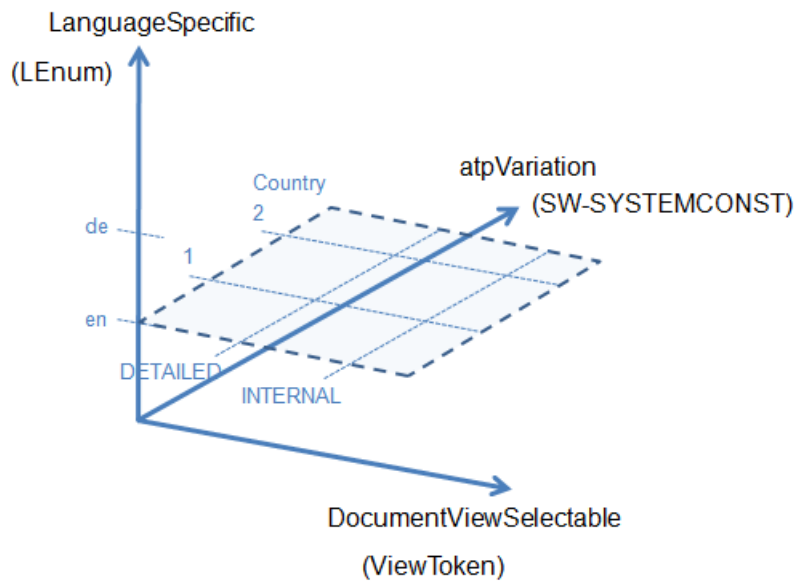 LanguageSpecific
(LEnum)
atpVariation
(SW-SYSTEMCONST)
Country
2
de
1
en
DETAILED
INTERNAL
DocumentViewSelectable
(ViewToken)